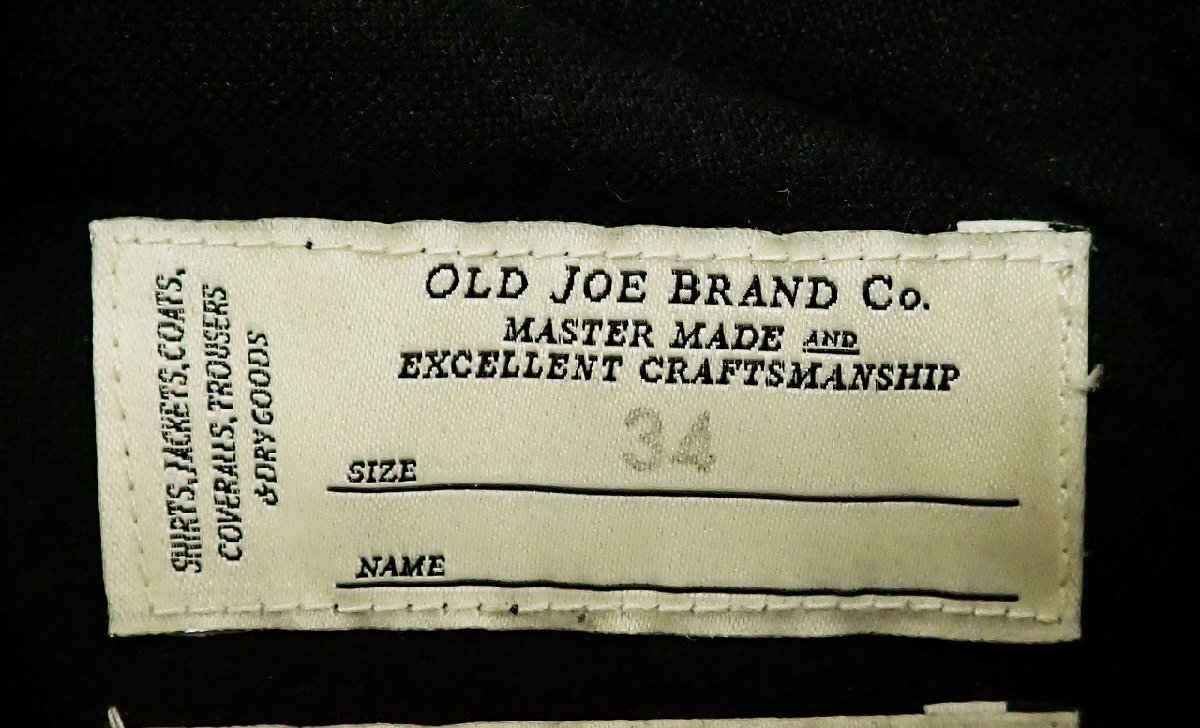 OLD JOE BRAND CO.
MASTER MADE AND
EXCELLENT CRAFTSMANSHIP
34
SIZE
NAME
SHIRTS, JACKETS, COATS,
COVERALLS, TROUSERS
& DRY GOODS